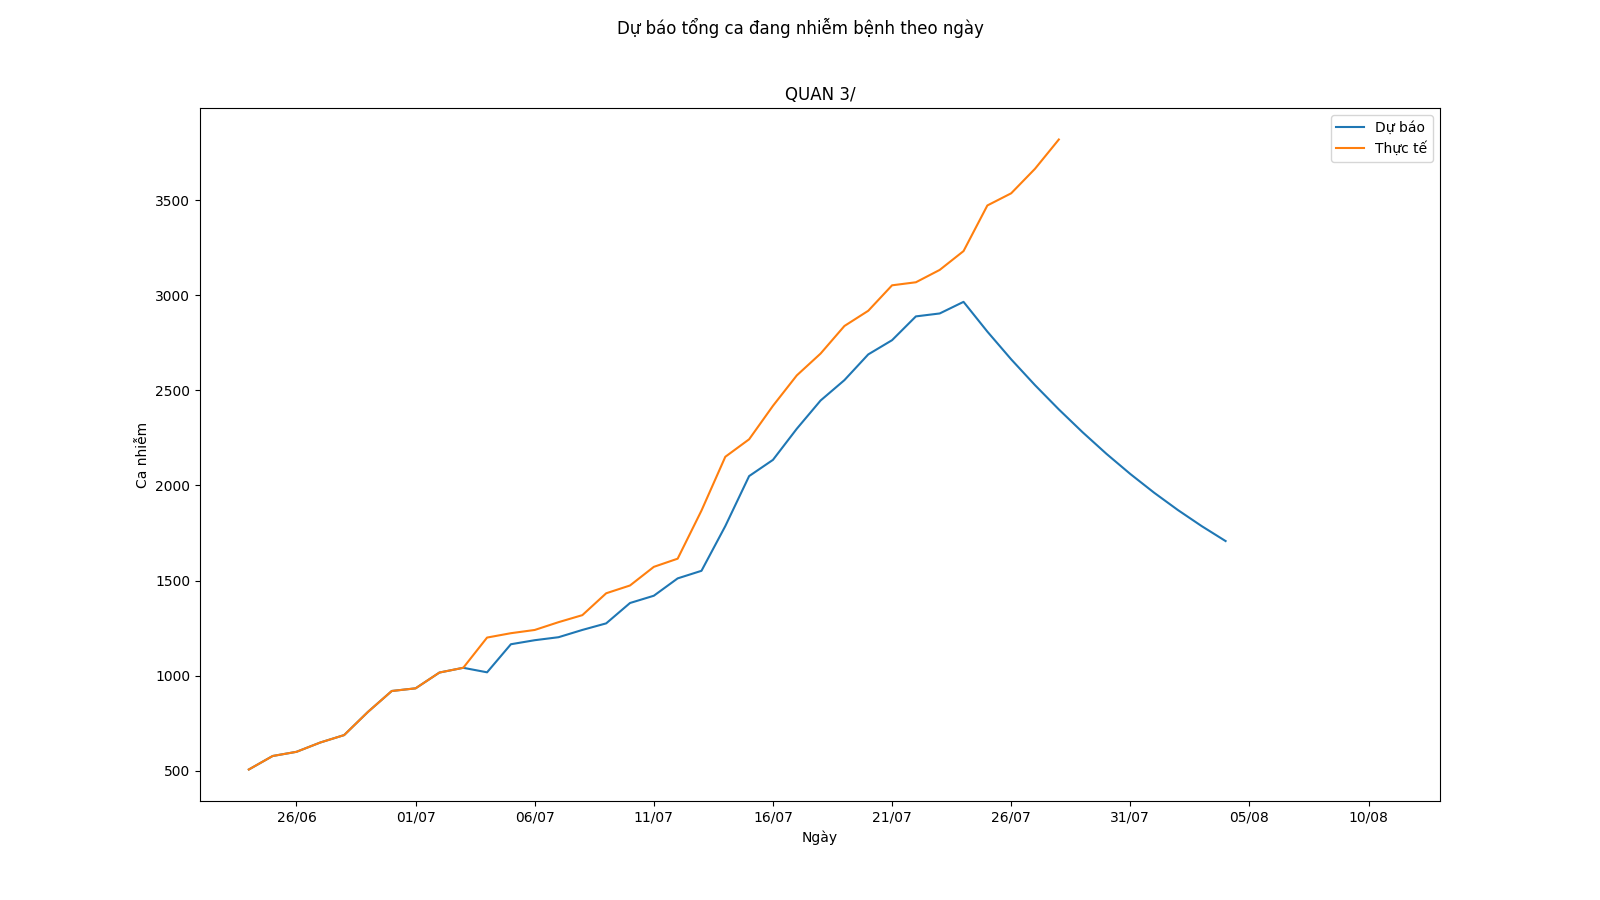 Dự báo tổng ca đang nhiễm bệnh theo ngày
QUAN 3/
Dự báo
Thực tế
3500
3000
2500
2000
1500
1000
500
Ca nhiễm
26/06 01/07 06/07 11/07 16/07 21/07 26/07 31/07 05/08 10/08
Ngày